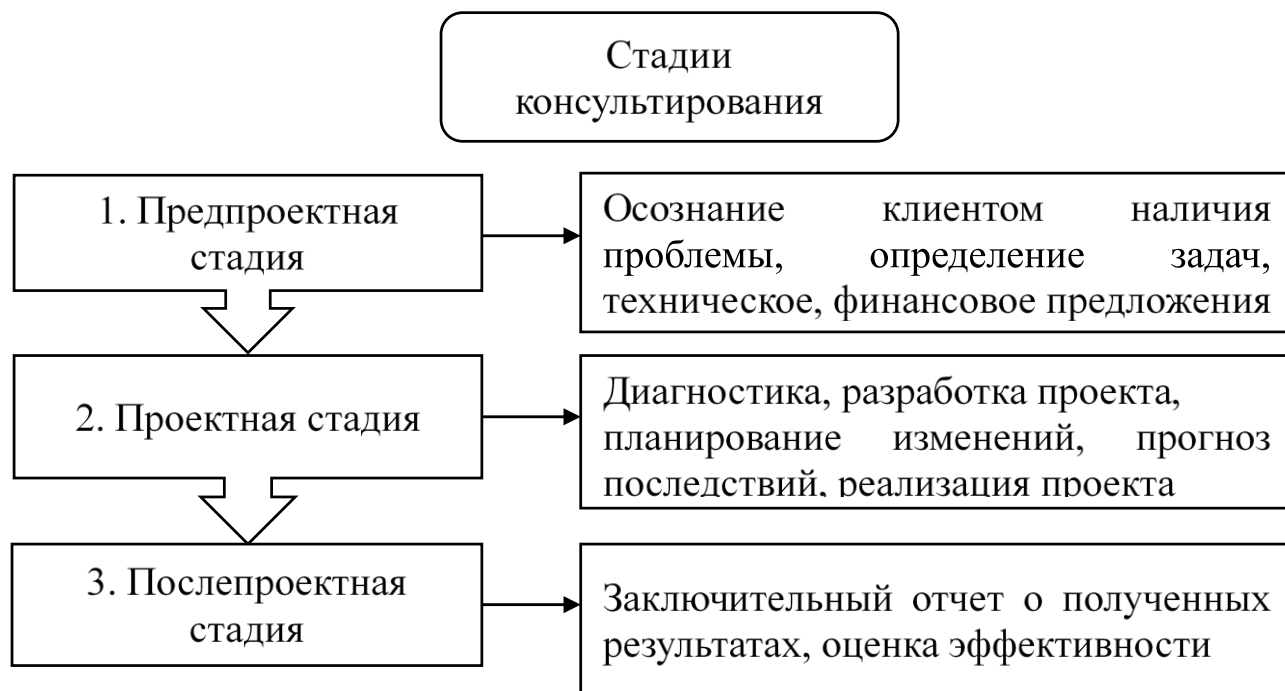 Стадии
консультирования
1. Предпроектная
стадия
Осознание клиентом наличия
проблемы, определение задач,
техническое, финансовое предложения
2. Проектная стадия
Диагностика, разработка проекта,
планирование изменений, прогноз
последствий, реализация проекта
3. Послепроектная
стадия
Заключительный отчет о полученных
результатах, оценка эффективности